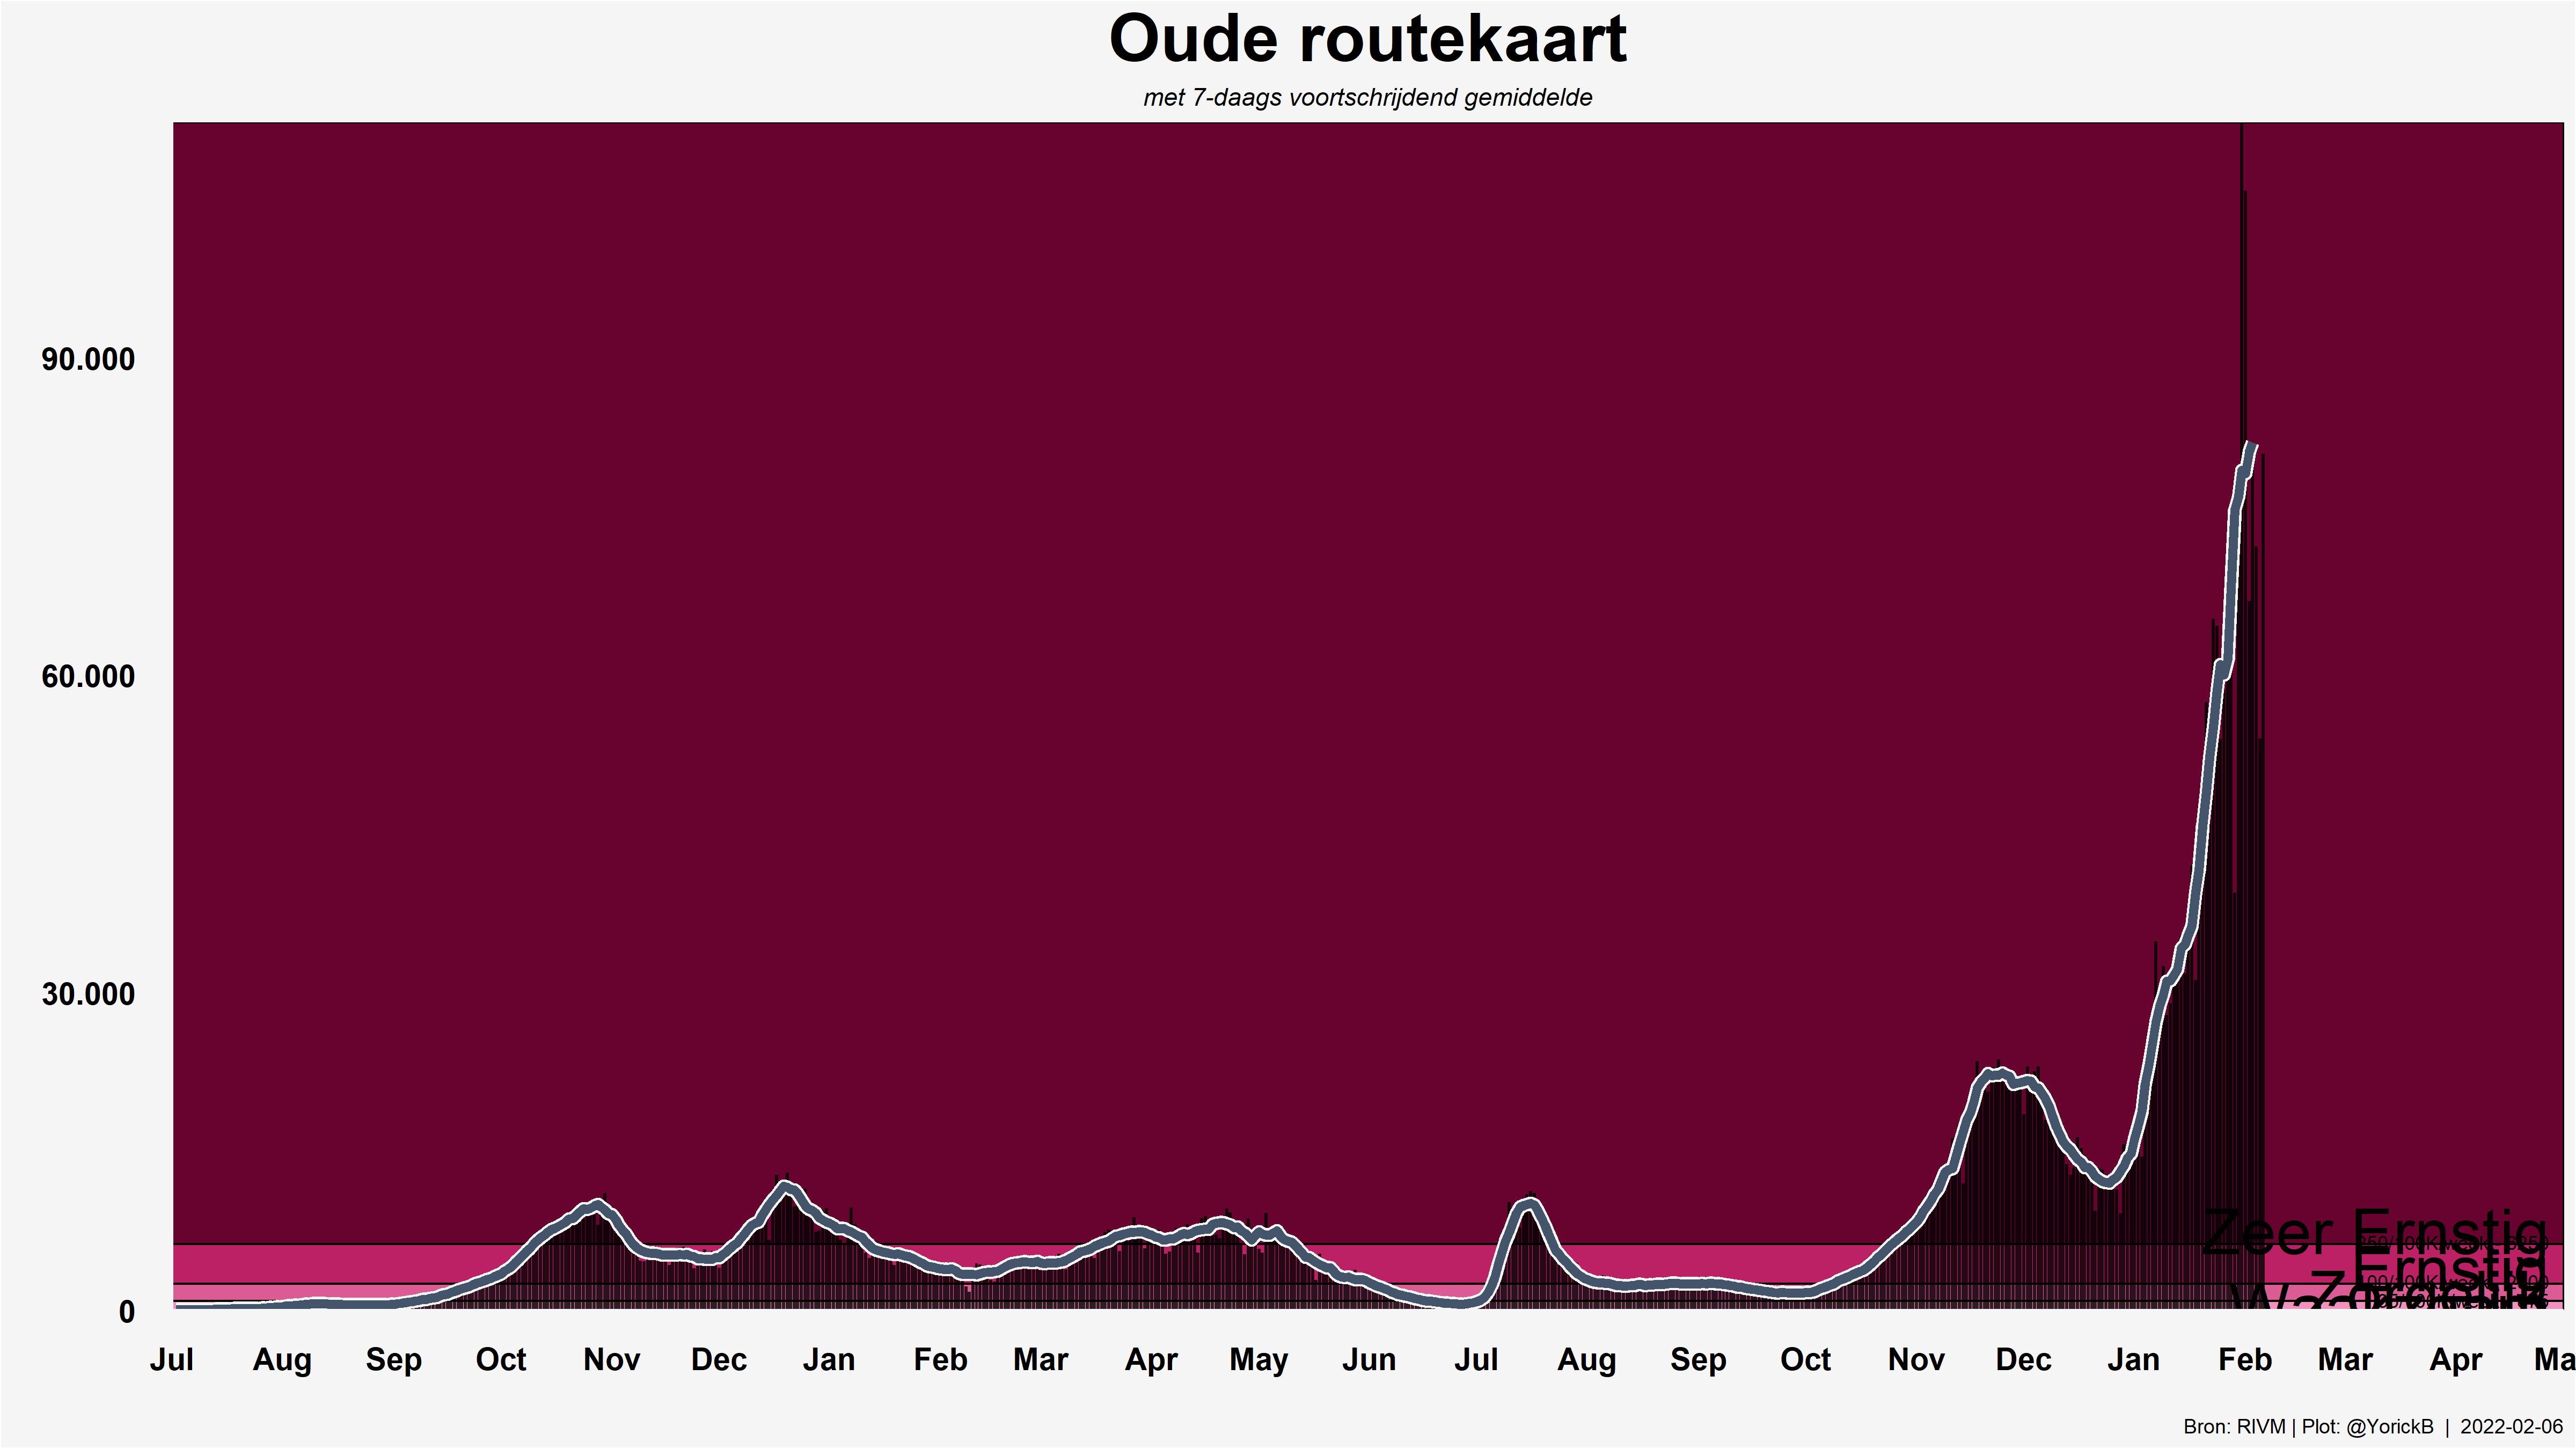 Oude routekaart
met 7-daags voortschrijdend gemiddelde
90.000
60.000
30.000
0
Zeer Ernstig
Ernstig
Jul Aug Sep Oct Nov Dec Jan Feb Mar Apr May Jun Jul Aug Sep Oct Nov Dec Jan Feb Mar Apr Ma
Bron: RIVM | Plot: @YorickB | 2022-02-06